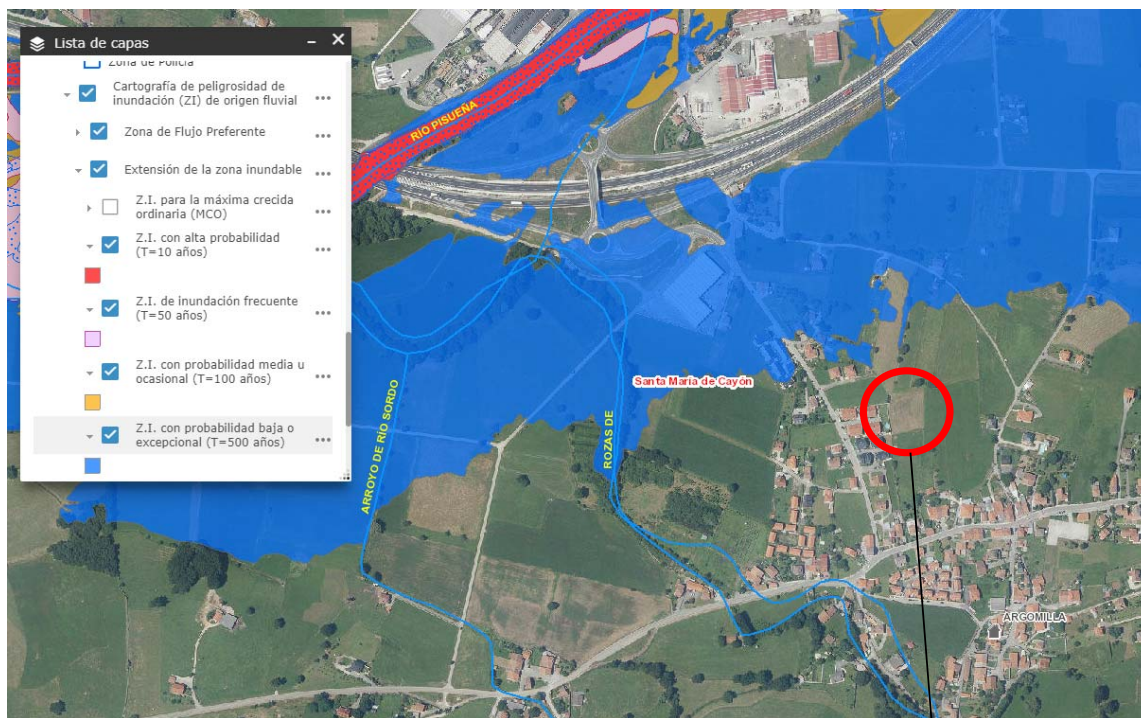 Lista de capas
Zona de Policía
Cartografía de peligrosidad de
inundación (ZI) de origen fluvial
Zona de Flujo Preferente
Extensión de la zona inundable
Z.I. para la máxima crecida
ordinaria (MCO)
Z.I. con alta probabilidad
(T=10 años)
Z.I. de inundación frecuente
(T=50 años)
Z.I. con probabilidad media u
ocasional (T=100 años)
Z.I. con probabilidad baja o
excepcional (T=500 años)
RÍO PISUEÑA
Santa María de Cayón
ARROYO DE RÍO SORDO
ROZAS DE
ARGOMILLA